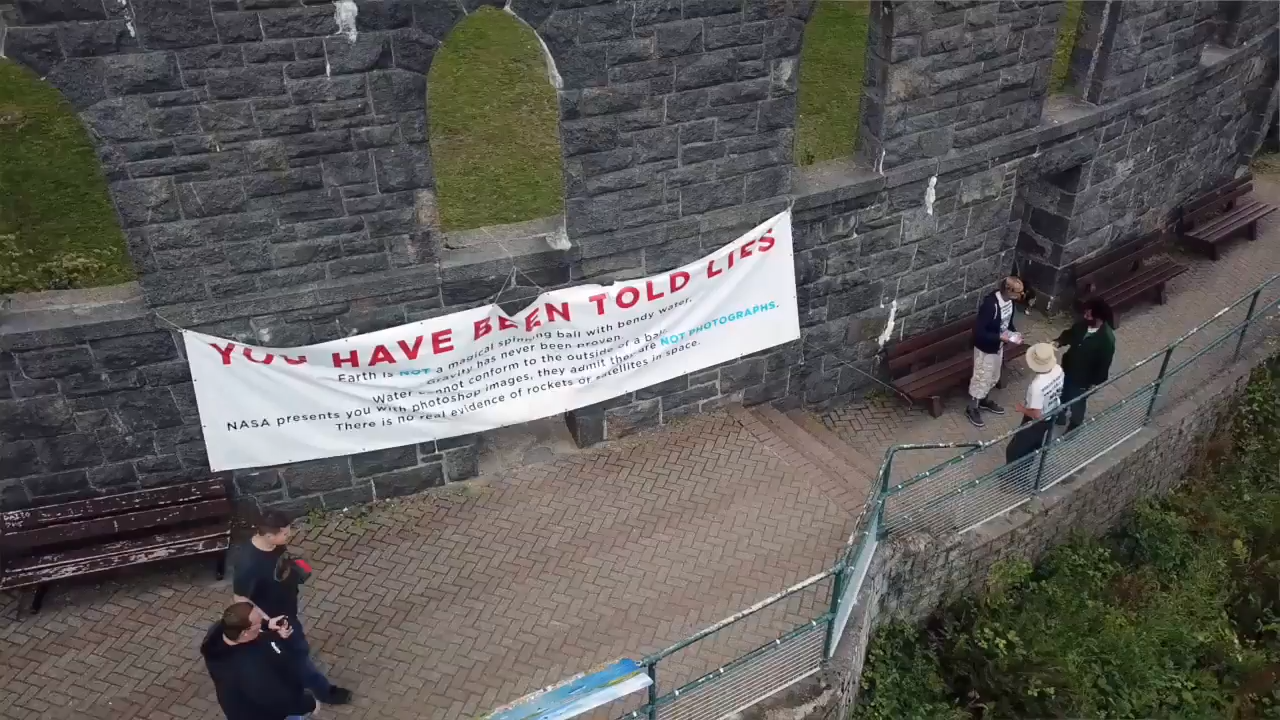 YOU HAVE BEEN TOLD LIES
Earth is NOT a magical spinning ball with bendy water.
Gravity has never been proven.
Water cannot conform to the outside of a ball.
NASA presents you with photoshop images, they admit they are NOT PHOTOGRAPHS.
There is no real evidence of rockets or satellites in space.